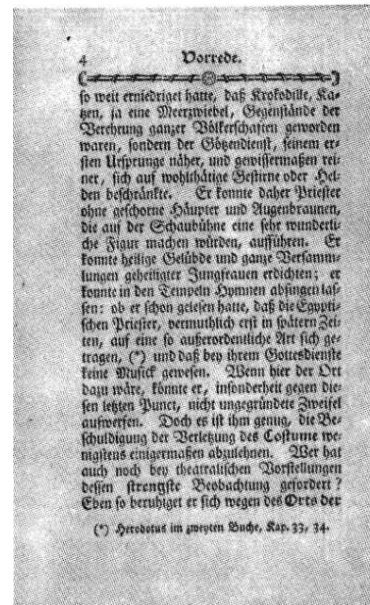 4 Vorrede.
so weit erniedriget hatte, daß Krokodille, Ka-
tzen, ja eine Meerzwiebel, Gegenstände der
Verehrung ganzer Völkerschaften geworden
waren, sondern der Götzendienst, seinem er-
sten Ursprunge näher, und gewissermaßen rei-
ner, sich auf wohlthätige Gestirne oder Hel-
den beschränkte. Er konnte daher Priester
ohne geschorne Häupter und Augenbraunen,
die auf der Schaubühne eine sehr wunderli-
che Figur machen würden, aufführen. Er
konnte heilige Gelübde und ganze Versamm-
lungen geheiligter Jungfrauen erdichten; er
konnte in den Tempeln Hymnen absingen las-
sen: ob er schon gelesen hatte, daß die Egypti-
schen Priester, vermuthlich erst in spätern Zei-
ten, auf eine so außerordentliche Art sich ge-
tragen, (*) und daß bey ihrem Gottesdienste
keine Musick gewesen. Wenn hier der Ort
dazu wäre, könnte er, insonderheit gegen die-
sen letzten Punct, nicht ungegründete Zweifel
aufwerfen. Doch es ist ihm genug, die Be-
schuldigung der Verletzung des Costume we-
nigstens einigermaßen abzulehnen. Wer hat
auch noch bey theatralischen Vorstellungen
dessen strengste Beobachtung gefordert?
Eben so beruhiget er sich wegen des Orts der
(*) Herodotus im zweyten Buche, Kap. 33, 34.